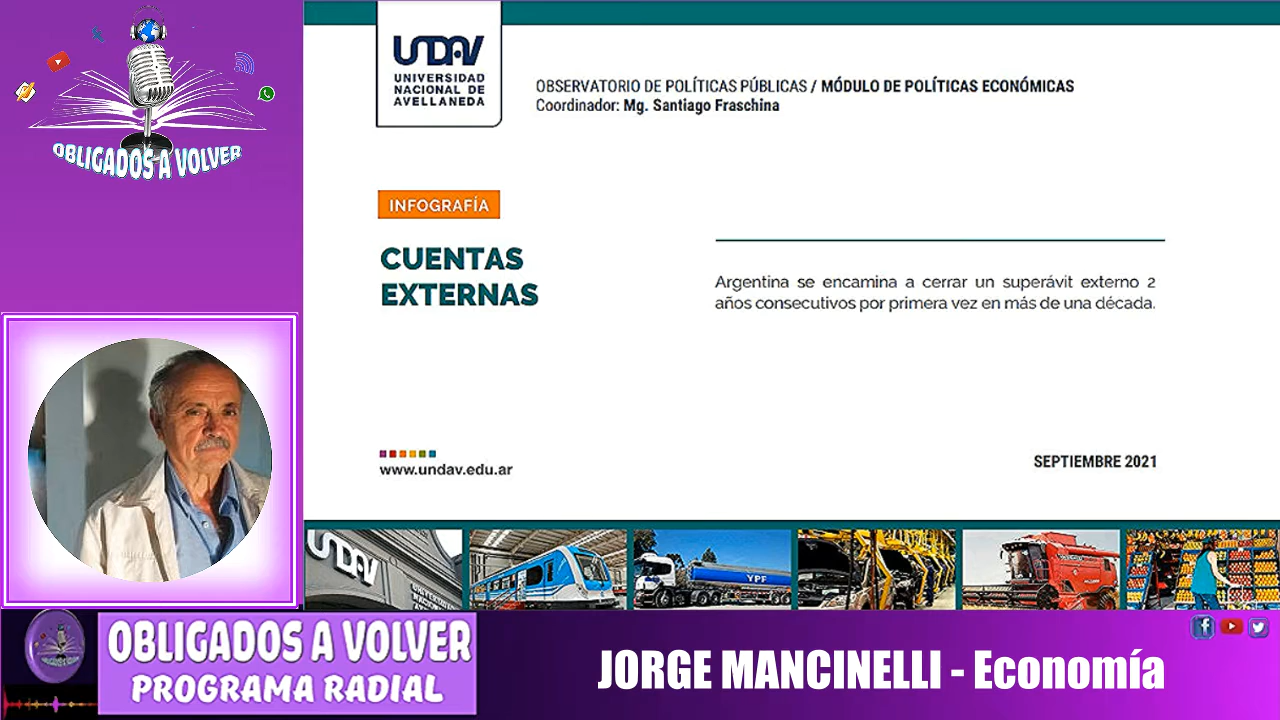 OBLIGADOS A VOLVER
UNDAV
UNIVERSIDAD
NACIONAL DE
AVELLANEDA
OBSERVATORIO DE POLÍTICAS PÚBLICAS / MÓDULO DE POLÍTICAS ECONÓMICAS
Coordinador: Mg. Santiago Fraschina
INFOGRAFÍA
CUENTAS
EXTERNAS
Argentina se encamina a cerrar un superávit externo 2
años consecutivos por primera vez en más de una década.
www.undav.edu.ar
SEPTIEMBRE 2021
UNDAV
YPF
OBLIGADOS A VOLVER
PROGRAMA RADIAL
JORGE MANCINELLI - Economía